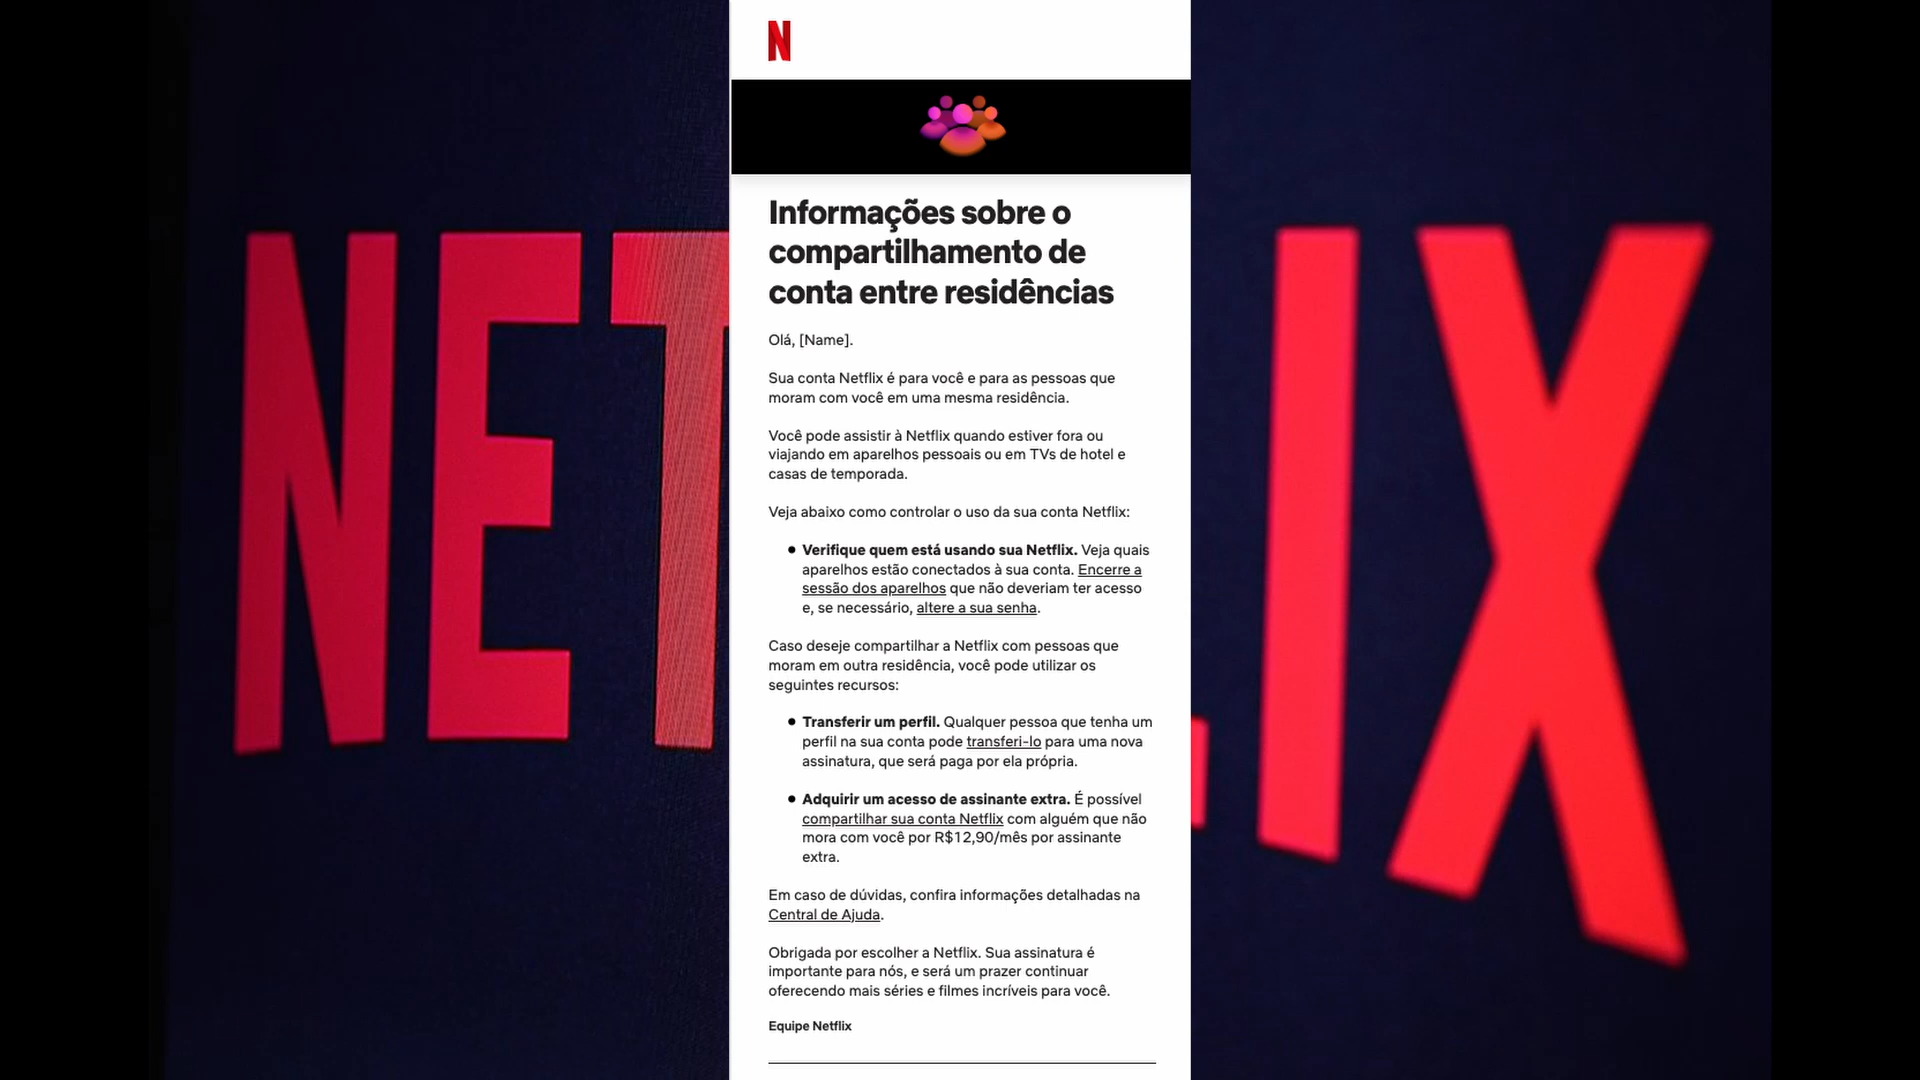 N
NET
LIX
Informações sobre o
compartilhamento de
conta entre residências
Olá, [Name].
Sua conta Netflix é para você e para as pessoas que
moram com você em uma mesma residência.
Você pode assistir à Netflix quando estiver fora ou
viajando em aparelhos pessoais ou em TVs de hotel e
casas de temporada.
Veja abaixo como controlar o uso da sua conta Netflix:
● Verifique quem está usando sua Netflix. Veja quais
aparelhos estão conectados à sua conta. Encerre a
sessão dos aparelhos que não deveriam ter acesso
e, se necessário, altere a sua senha.
Caso deseje compartilhar a Netflix com pessoas que
moram em outra residência, você pode utilizar os
seguintes recursos:
● Transferir um perfil. Qualquer pessoa que tenha um
perfil na sua conta pode transferi-lo para uma nova
assinatura, que será paga por ela própria.
● Adquirir um acesso de assinante extra. É possível
compartilhar sua conta Netflix com alguém que não
mora com você por R$12,90/mês por assinante
extra.
Em caso de dúvidas, confira informações detalhadas na
Central de Ajuda.
Obrigada por escolher a Netflix. Sua assinatura é
importante para nós, e será um prazer continuar
oferecendo mais séries e filmes incríveis para você.
Equipe Netflix